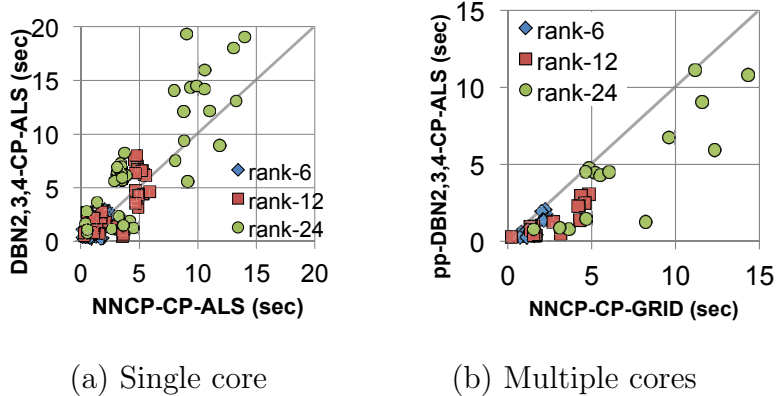 DBN2,3,4-CP-ALS (sec)
20
15
10
5
0
rank-6
rank-12
rank-24
0 5 10 15 20
NNCP-CP-ALS (sec)
(a) Single core
pp-DBN2,3,4-CP-ALS (sec)
15
10
5
0
rank-6
rank-12
rank-24
0 5 10 15
NNCP-CP-GRID (sec)
(b) Multiple cores